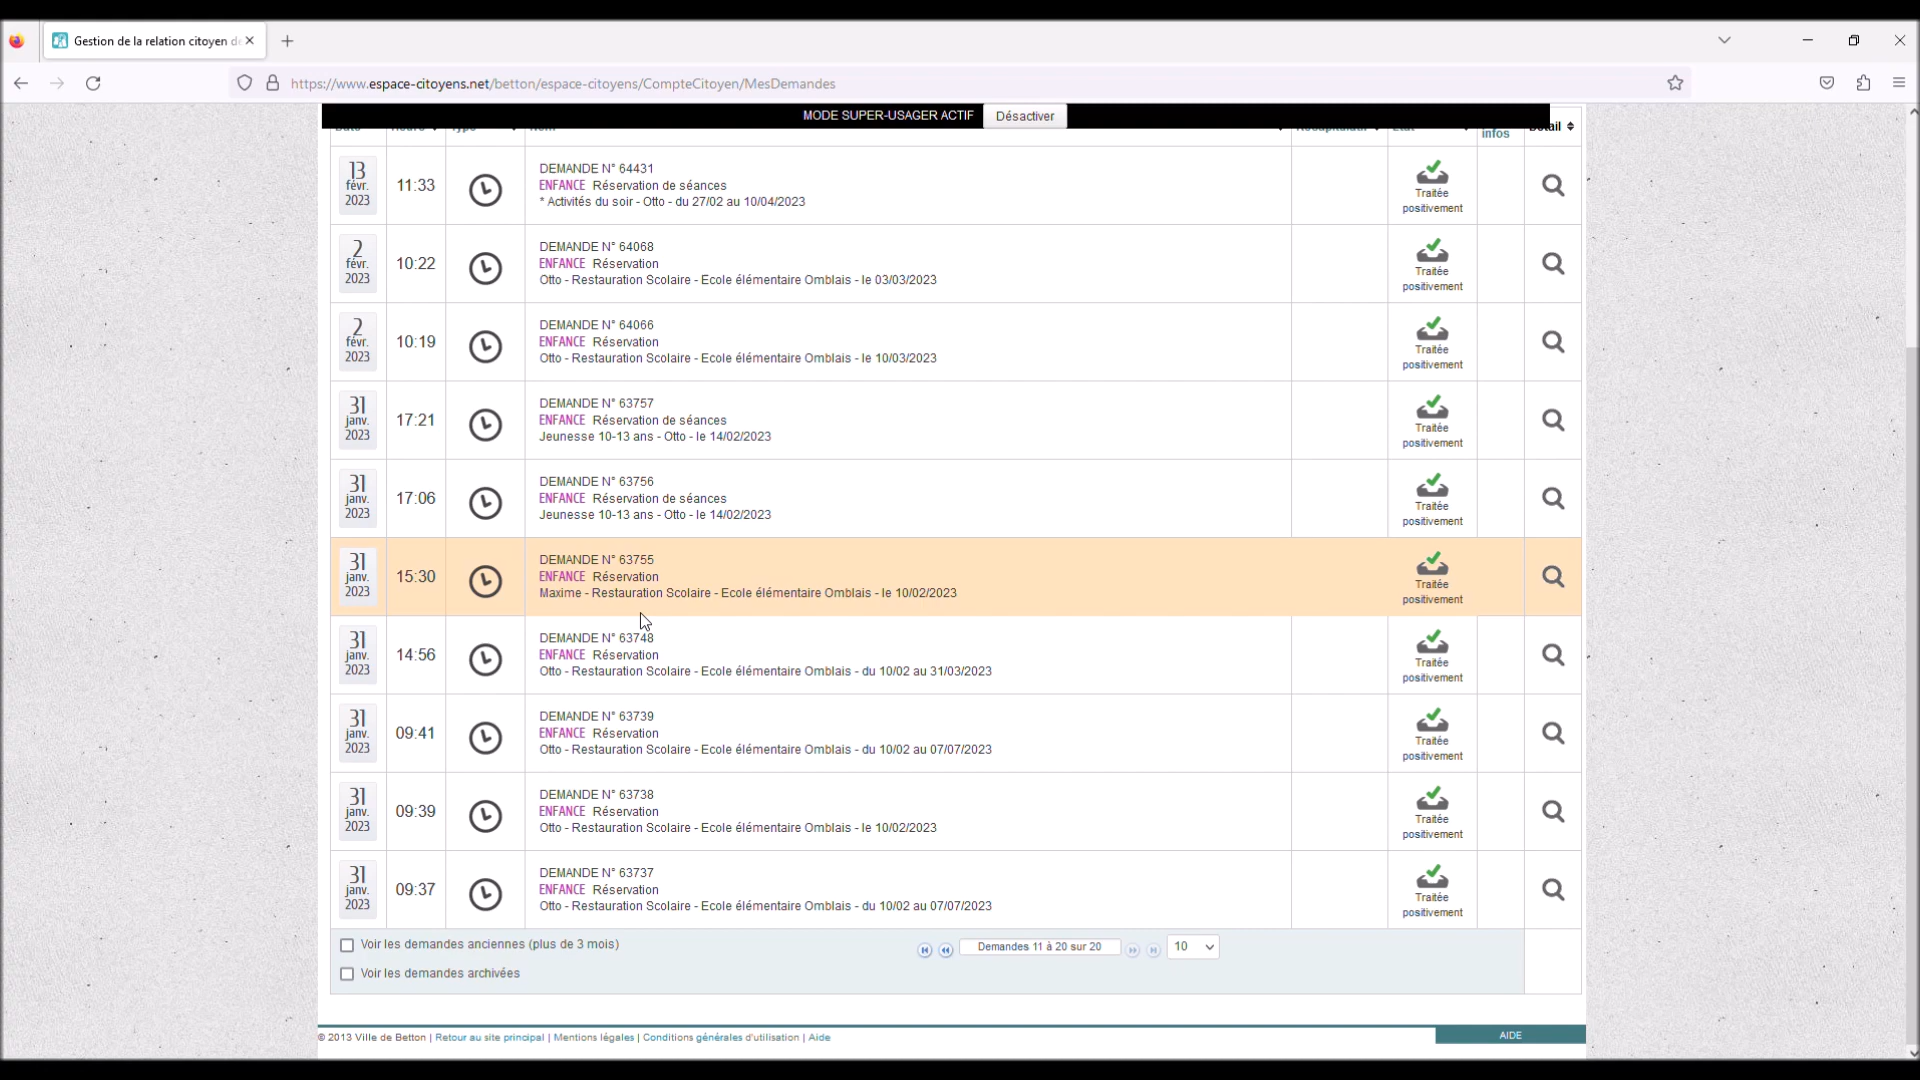 Gestion de la relation citoyen d
https://www.espace-citoyens.net/betton/espace-citoyens/CompteCitoyen/MesDemandes
MODE SUPER-USAGER ACTIF Désactiver
infos
13 févr. 2023
11:33
DEMANDE N° 64431
ENFANCE Réservation de séances
* Activités du soir - Otto - du 27/02 au 10/04/2023
Traitée
positivement
2 févr. 2023
10:22
DEMANDE N° 64068
ENFANCE Réservation
Otto - Restauration Scolaire - Ecole élémentaire Omblais - le 03/03/2023
Traitée
positivement
2 févr. 2023
10:19
DEMANDE N° 64066
ENFANCE Réservation
Otto - Restauration Scolaire - Ecole élémentaire Omblais - le 10/03/2023
Traitée
positivement
31 janv. 2023
17:21
DEMANDE N° 63757
ENFANCE Réservation de séances
Jeunesse 10-13 ans - Otto - le 14/02/2023
Traitée
positivement
31 janv. 2023
17:06
DEMANDE N° 63756
ENFANCE Réservation de séances
Jeunesse 10-13 ans - Otto - le 14/02/2023
Traitée
positivement
31 janv. 2023
15:30
DEMANDE N° 63755
ENFANCE Réservation
Maxime - Restauration Scolaire - Ecole élémentaire Omblais - le 10/02/2023
Traitée
positivement
31 janv. 2023
14:56
DEMANDE N° 63748
ENFANCE Réservation
Otto - Restauration Scolaire - Ecole élémentaire Omblais - du 10/02 au 31/03/2023
Traitée
positivement
31 janv. 2023
09:41
DEMANDE N° 63739
ENFANCE Réservation
Otto - Restauration Scolaire - Ecole élémentaire Omblais - du 10/02 au 07/07/2023
Traitée
positivement
31 janv. 2023
09:39
DEMANDE N° 63738
ENFANCE Réservation
Otto - Restauration Scolaire - Ecole élémentaire Omblais - le 10/02/2023
Traitée
positivement
31 janv. 2023
09:37
DEMANDE N° 63737
ENFANCE Réservation
Otto - Restauration Scolaire - Ecole élémentaire Omblais - du 10/02 au 07/07/2023
Traitée
positivement
Voir les demandes anciennes (plus de 3 mois)
Demandes 11 à 20 sur 20
10
Voir les demandes archivées
© 2013 Ville de Betton | Retour au site principal | Mentions légales | Conditions générales d'utilisation | Aide
AIDE